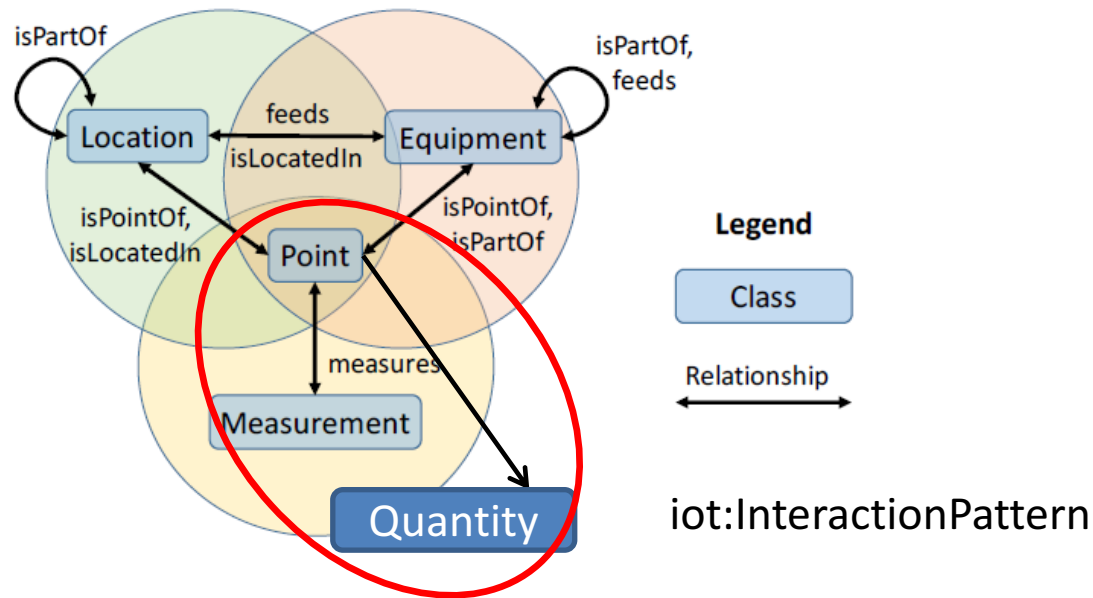 isPartOf
isPartOf,
feeds
Location
feeds
isLocatedIn
Equipment
isPointOf,
isLocatedIn
isPointOf,
isPartOf
Point
measures
Measurement
Quantity
Legend
Class
Relationship
iot:InteractionPattern